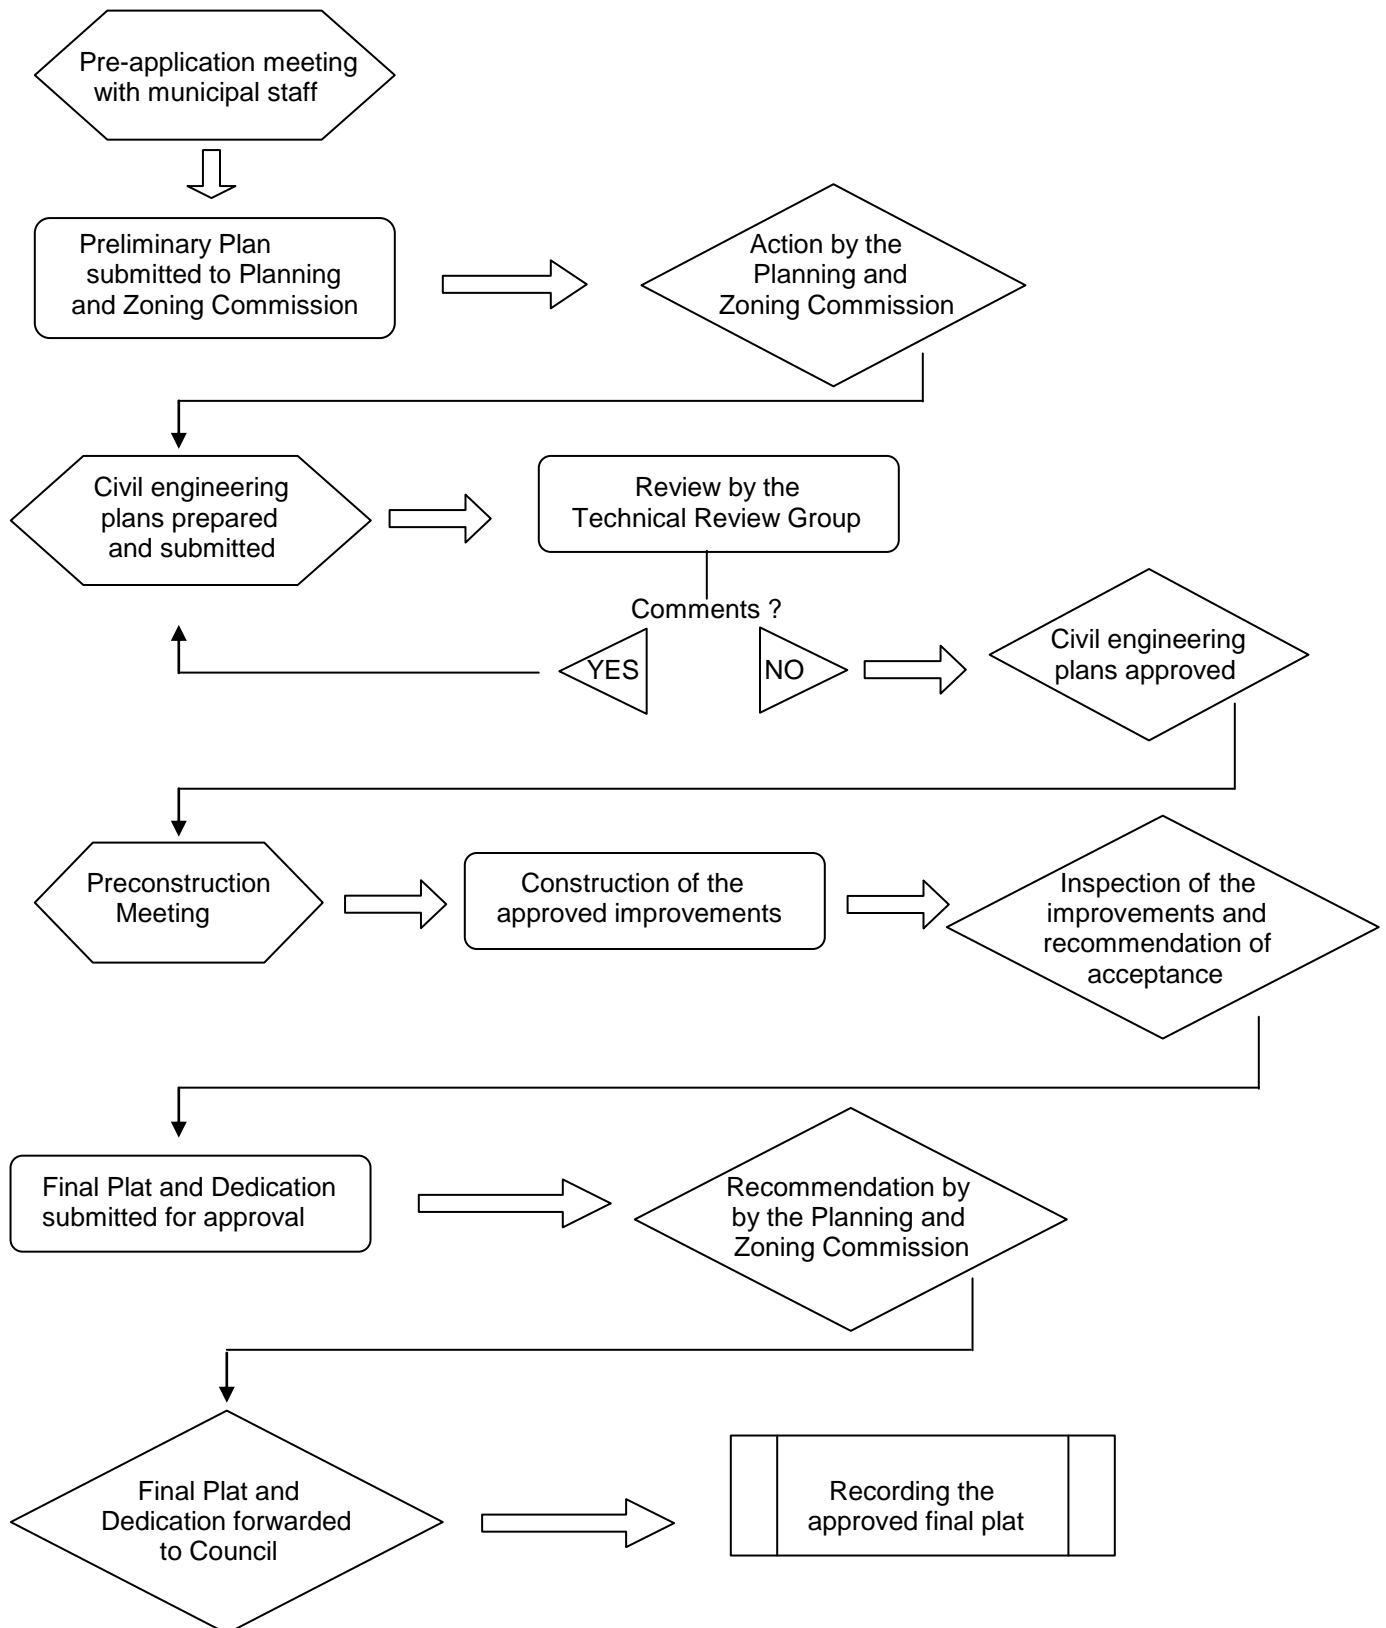 Pre-application meeting
with municipal staff
Preliminary Plan
submitted to Planning
and Zoning Commission
Action by the
Planning and
Zoning Commission
Civil engineering
plans prepared
and submitted
Review by the
Technical Review Group
Comments ?
YES
NO
Civil engineering
plans approved
Preconstruction
Meeting
Construction of the
approved improvements
Inspection of the
improvements and
recommendation of
acceptance
Final Plat and Dedication
submitted for approval
Recommendation by
by the Planning and
Zoning Commission
Final Plat and
Dedication forwarded
to Council
Recording the
approved final plat